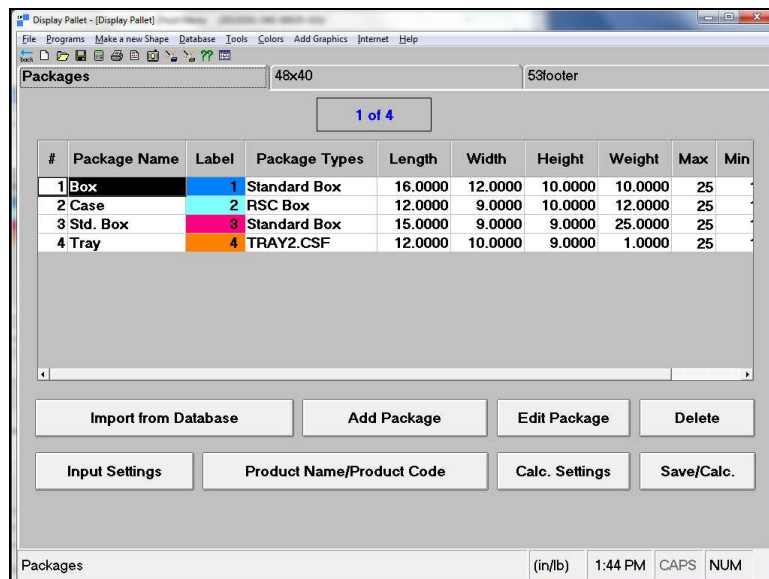 Display Pallet - [Display Pallet]
File Programs Make a new Shape Database Tools Colors Add Graphics Internet Help
back
Packages 48x40 53footer
1 of 4
# Package Name Label Package Types Length Width Height Weight Max Min
1 Box 1 Standard Box 16.0000 12.0000 10.0000 10.0000 25
2 Case 2 RSC Box 12.0000 9.0000 10.0000 12.0000 25
3 Std. Box 3 Standard Box 15.0000 9.0000 9.0000 25.0000 25
4 Tray 4 TRAY2.CSF 12.0000 10.0000 9.0000 1.0000 25
Import from Database Add Package Edit Package Delete
Input Settings Product Name/Product Code Calc. Settings Save/Calc.
Packages (in/lb) 1:44 PM CAPS NUM